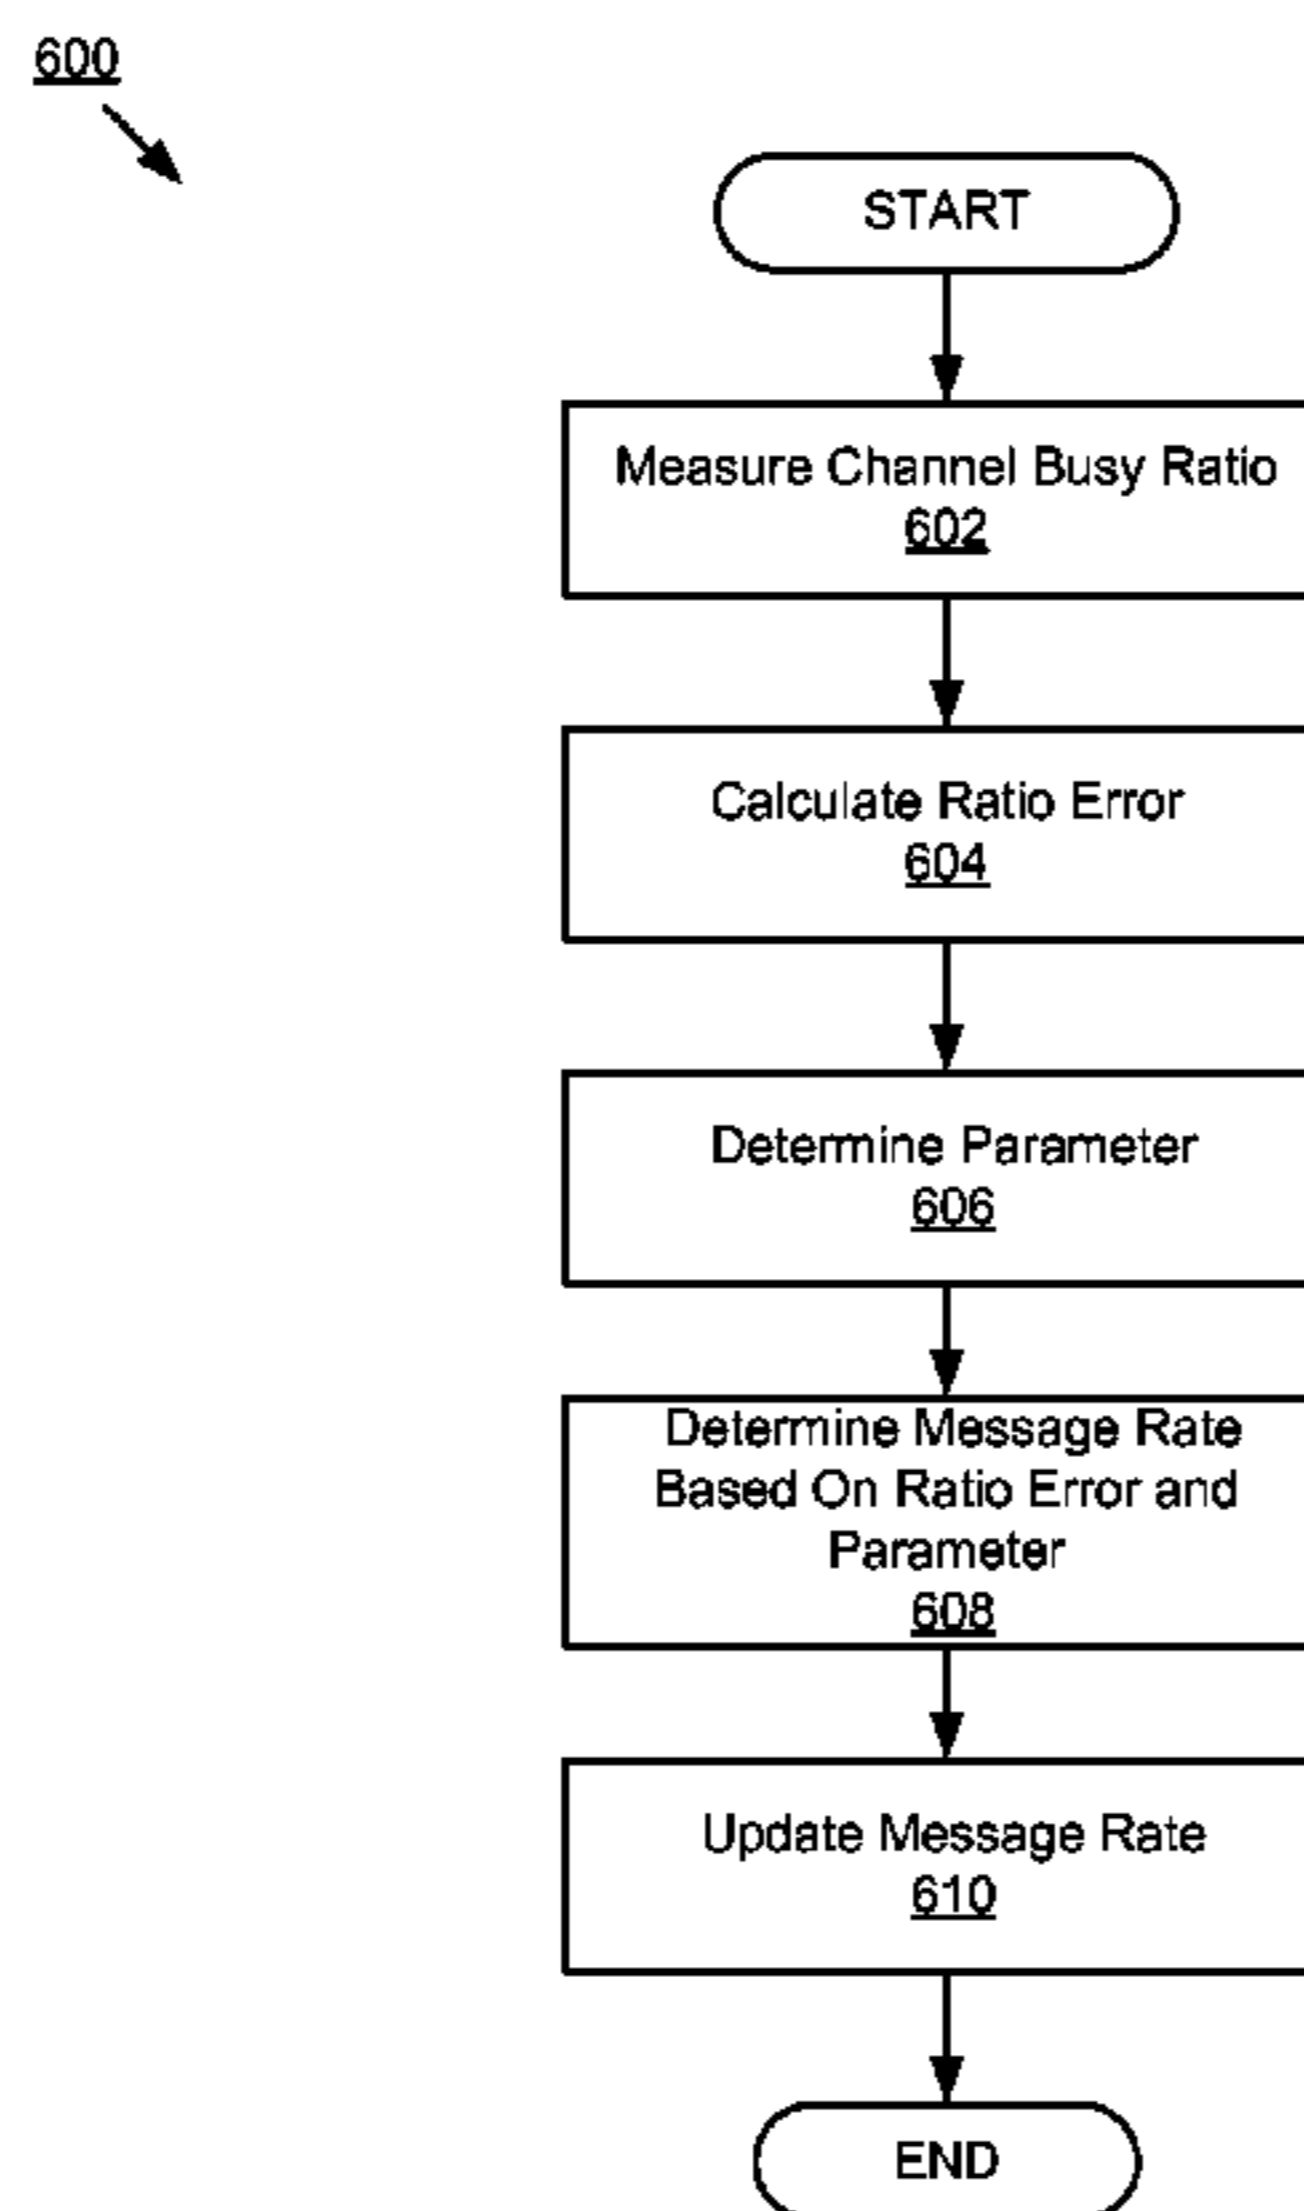 600
START
Measure Channel Busy Ratio
602
Calculate Ratio Error
604
Determine Parameter
606
Determine Message Rate
Based On Ratio Error and
Parameter
608
Update Message Rate
610
END